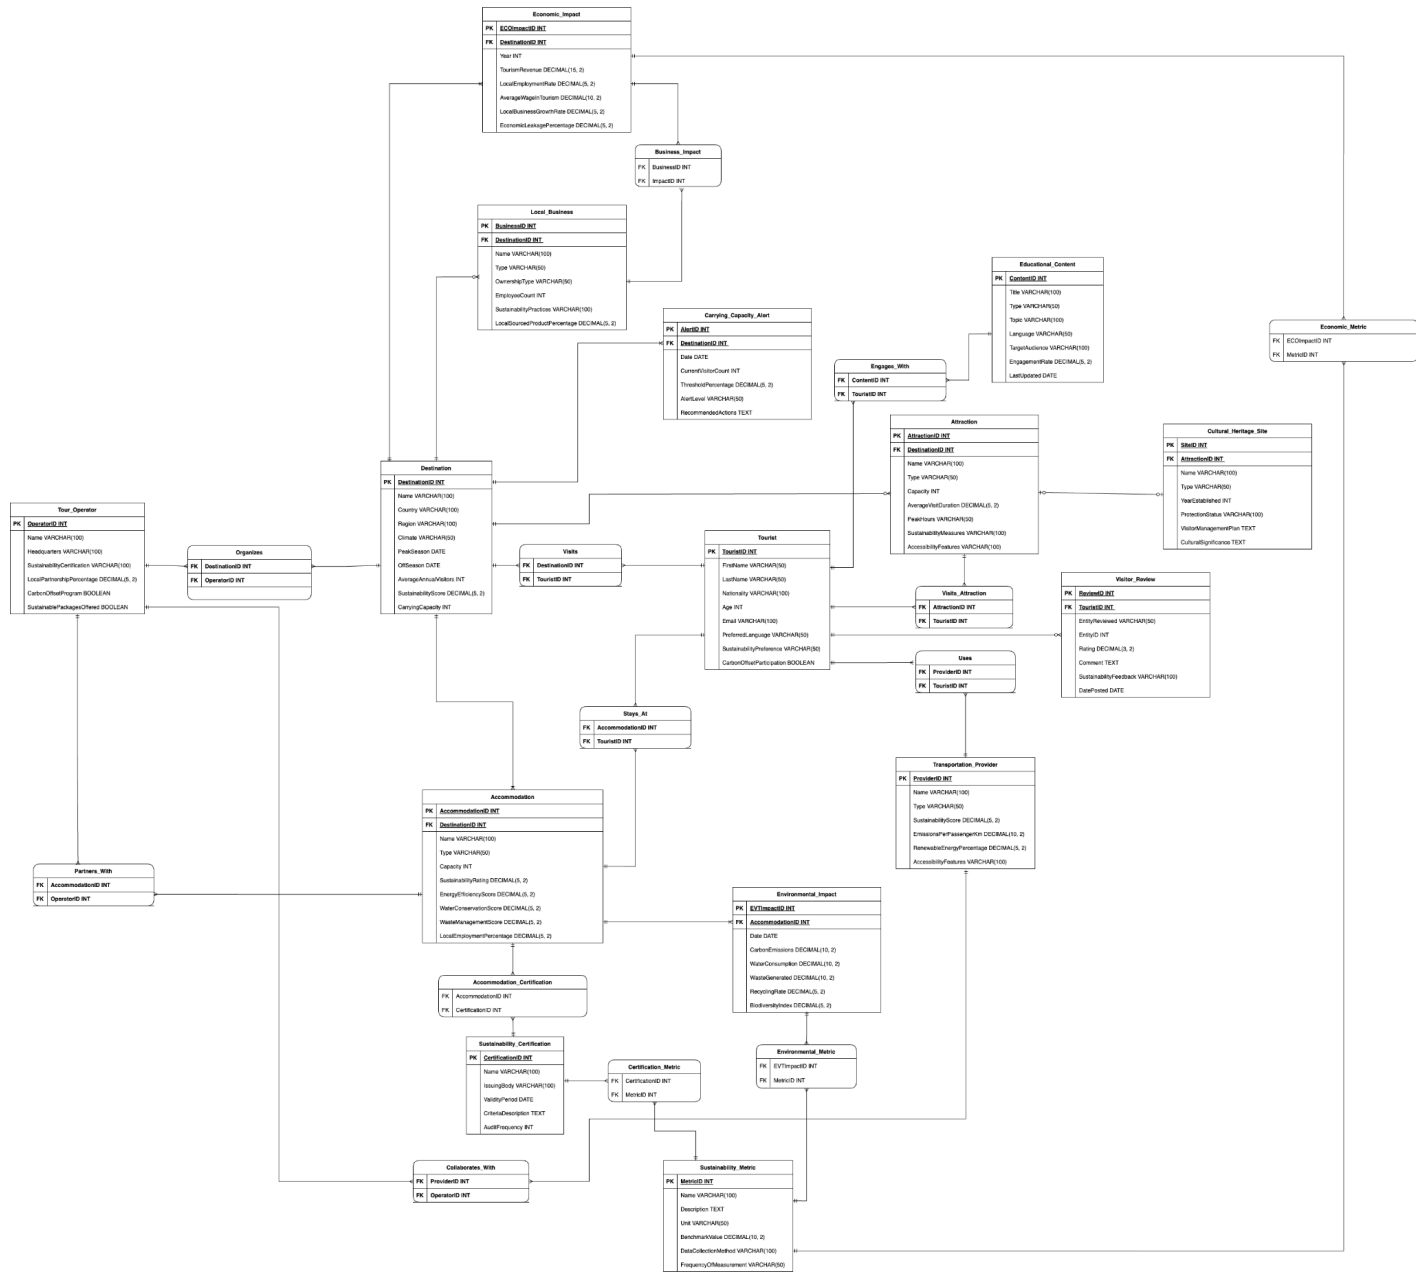 Economic_Impact
PK ECOImpactID INT
FK DestinationID INT
Year INT
TourismRevenue DECIMAL(15, 2)
LocalEmploymentRate DECIMAL(5, 2)
AverageWageInTourism DECIMAL(10, 2)
LocalBusinessGrowthRate DECIMAL(5, 2)
EconomicLeakagePercentage DECIMAL(5, 2)
Business_Impact
FK BusinessID INT
FK ImpactID INT
Local_Business
PK BusinessID INT
FK DestinationID INT
Name VARCHAR(100)
Type VARCHAR(50)
OwnershipType VARCHAR(50)
EmployeeCount INT
SustainabilityPractices VARCHAR(100)
LocalSourcedProductPercentage DECIMAL(5, 2)
Carrying_Capacity_Alert
PK AlertID INT
FK DestinationID INT
Date DATE
CurrentVisitorCount INT
ThresholdPercentage DECIMAL(5, 2)
AlertLevel VARCHAR(50)
RecommendedActions TEXT
Educational_Content
PK ContentID INT
Title VARCHAR(100)
Type VARCHAR(50)
Topic VARCHAR(100)
Language VARCHAR(50)
TargetAudience VARCHAR(100)
EngagementRate DECIMAL(5, 2)
LastUpdated DATE
Economic_Metric
FK ECOImpactID INT
FK MetricID INT
Engages_With
FK ContentID INT
FK TouristID INT
Attraction
PK AttractionID INT
FK DestinationID INT
Name VARCHAR(100)
Type VARCHAR(50)
Capacity INT
AverageVisitDuration DECIMAL(5, 2)
PeakHours VARCHAR(50)
SustainabilityMeasures VARCHAR(100)
AccessibilityFeatures VARCHAR(100)
Cultural_Heritage_Site
PK SiteID INT
FK AttractionID INT
Name VARCHAR(100)
Type VARCHAR(50)
YearEstablished INT
ProtectionStatus VARCHAR(100)
VisitorManagementPlan TEXT
CulturalSignificance TEXT
Destination
PK DestinationID INT
Name VARCHAR(100)
Country VARCHAR(100)
Region VARCHAR(100)
Climate VARCHAR(50)
PeakSeason DATE
OffSeason DATE
AverageAnnualVisitors INT
SustainabilityScore DECIMAL(5, 2)
CarryingCapacity INT
Tour_Operator
PK OperatorID INT
Name VARCHAR(100)
Headquarters VARCHAR(100)
SustainabilityCertification VARCHAR(100)
LocalPartnershipPercentage DECIMAL(5, 2)
CarbonOffsetProgram BOOLEAN
SustainablePackagesOffered BOOLEAN
Organizes
FK DestinationID INT
FK OperatorID INT
Visits
FK DestinationID INT
FK TouristID INT
Tourist
PK TouristID INT
FirstName VARCHAR(50)
LastName VARCHAR(50)
Nationality VARCHAR(100)
Age INT
Email VARCHAR(100)
PreferredLanguage VARCHAR(50)
SustainabilityPreference VARCHAR(50)
CarbonOffsetParticipation BOOLEAN
Visits_Attraction
FK AttractionID INT
FK TouristID INT
Visitor_Review
PK ReviewID INT
FK TouristID INT
EntityReviewed VARCHAR(50)
EntityID INT
Rating DECIMAL(3, 2)
Comment TEXT
SustainabilityFeedback VARCHAR(100)
DatePosted DATE
Uses
FK ProviderID INT
FK TouristID INT
Stays_At
FK AccommodationID INT
FK TouristID INT
Transportation_Provider
PK ProviderID INT
Name VARCHAR(100)
Type VARCHAR(50)
SustainabilityScore DECIMAL(5, 2)
EmissionsPerPassengerKm DECIMAL(10, 2)
RenewableEnergyPercentage DECIMAL(5, 2)
AccessibilityFeatures VARCHAR(100)
Accommodation
PK AccommodationID INT
FK DestinationID INT
Name VARCHAR(100)
Type VARCHAR(50)
Capacity INT
SustainabilityRating DECIMAL(5, 2)
EnergyEfficiencyScore DECIMAL(5, 2)
WaterConservationScore DECIMAL(5, 2)
WasteManagementScore DECIMAL(5, 2)
LocalEmploymentPercentage DECIMAL(5, 2)
Partners_With
FK AccommodationID INT
FK OperatorID INT
Environmental_Impact
PK EVTImpactID INT
FK AccommodationID INT
Date DATE
CarbonEmissions DECIMAL(10, 2)
WaterConsumption DECIMAL(10, 2)
WasteGenerated DECIMAL(10, 2)
RecyclingRate DECIMAL(5, 2)
BiodiversityIndex DECIMAL(5, 2)
Accommodation_Certification
FK AccommodationID INT
FK CertificationID INT
Sustainability_Certification
PK CertificationID INT
Name VARCHAR(100)
IssuingBody VARCHAR(100)
ValidityPeriod DATE
CriteriaDescription TEXT
AuditFrequency INT
Certification_Metric
FK CertificationID INT
FK MetricID INT
Environmental_Metric
FK EVTImpactID INT
FK MetricID INT
Collaborates_With
FK ProviderID INT
FK OperatorID INT
Sustainability_Metric
PK MetricID INT
Name VARCHAR(100)
Description TEXT
Unit VARCHAR(50)
BenchmarkValue DECIMAL(10, 2)
DataCollectionMethod VARCHAR(100)
FrequencyOfMeasurement VARCHAR(50)